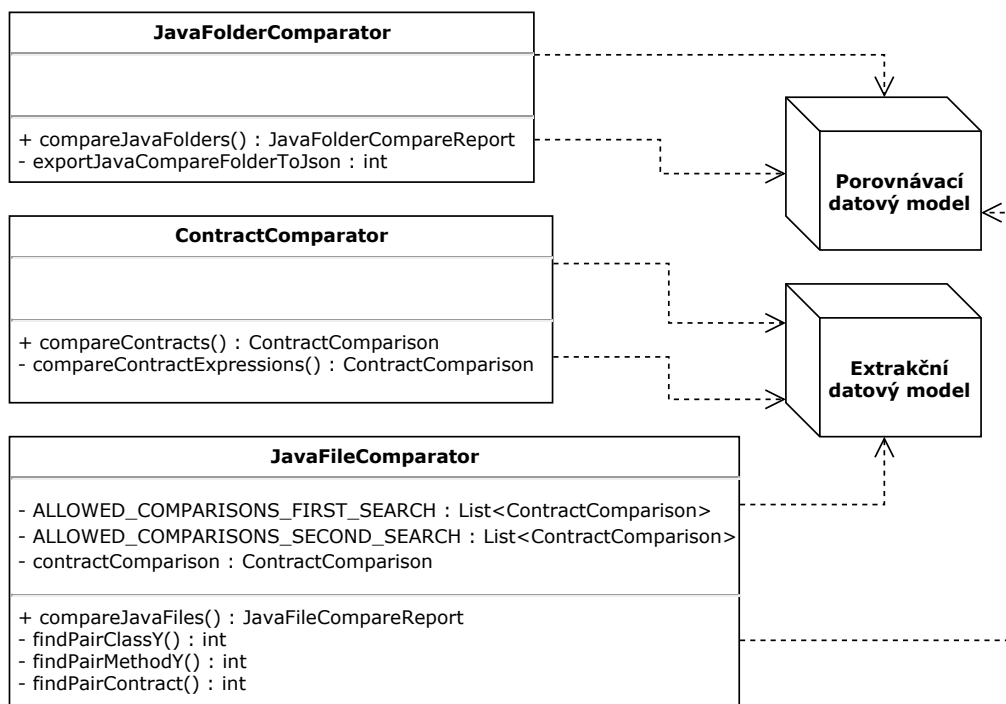 JavaFolderComparator
+ compareJavaFolders() : JavaFolderCompareReport
- exportJavaCompareFolderToJson : int
Porovnávací
datový model
ContractComparator
+ compareContracts() : ContractComparison
- compareContractExpressions() : ContractComparison
Extrakční
datový model
JavaFileComparator
- ALLOWED_COMPARISONS_FIRST_SEARCH : List<ContractComparison>
- ALLOWED_COMPARISONS_SECOND_SEARCH : List<ContractComparison>
- contractComparison : ContractComparison
+ compareJavaFiles() : JavaFileCompareReport
- findPairClassY() : int
- findPairMethodY() : int
- findPairContract() : int